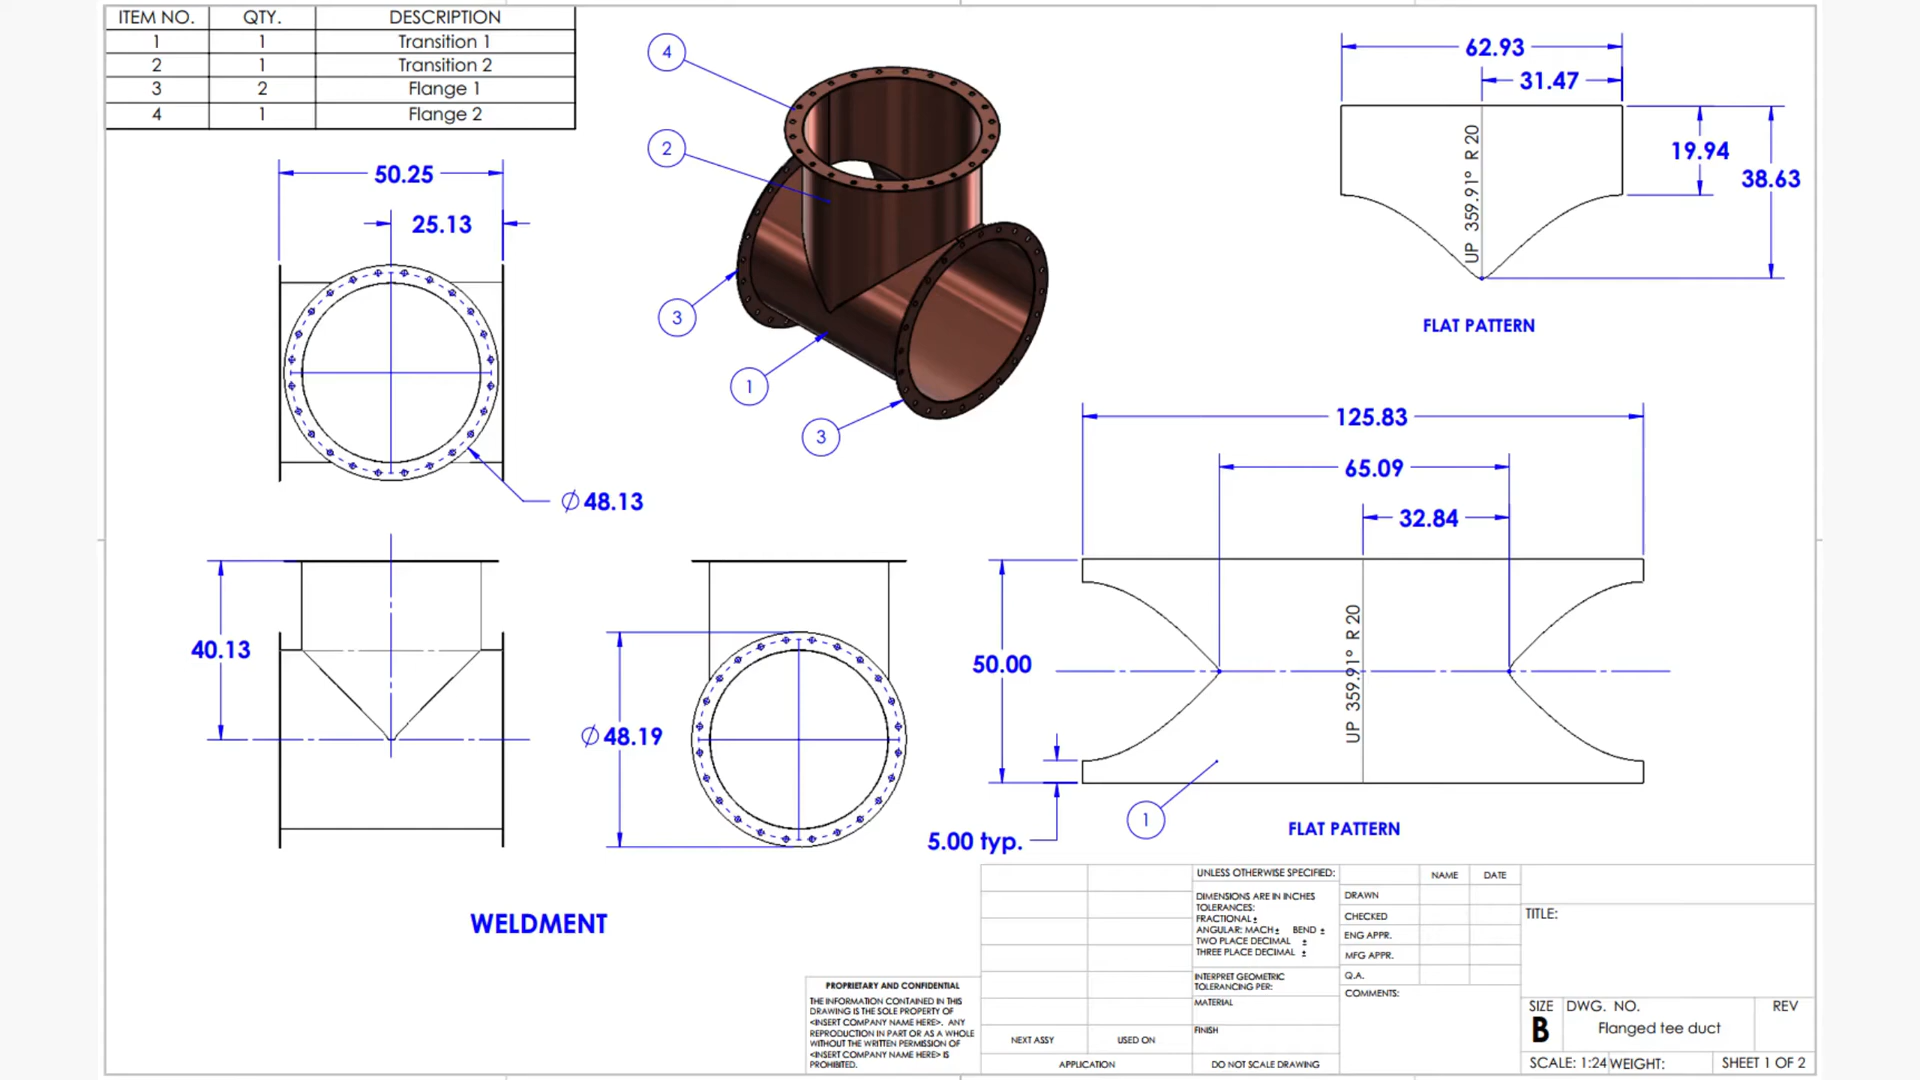 ITEM NO. QTY. DESCRIPTION
1 1 Transition 1
2 1 Transition 2
3 2 Flange 1
4 1 Flange 2
50.25
25.13
Ø48.13
4
2
3
1
3
62.93
31.47
19.94
38.63
UP 359.91° R 20
FLAT PATTERN
40.13
Ø48.19
WELDMENT
125.83
65.09
32.84
50.00
UP 359.91° R 20
5.00 typ.
1
FLAT PATTERN
PROPRIETARY AND CONFIDENTIAL
THE INFORMATION CONTAINED IN THIS
DRAWING IS THE SOLE PROPERTY OF
<INSERT COMPANY NAME HERE>. ANY
REPRODUCTION IN PART OR AS A WHOLE
WITHOUT THE WRITTEN PERMISSION OF
<INSERT COMPANY NAME HERE> IS
PROHIBITED.
NEXT ASSY USED ON
APPLICATION
UNLESS OTHERWISE SPECIFIED:
DIMENSIONS ARE IN INCHES
TOLERANCES:
FRACTIONAL ±
ANGULAR: MACH ± BEND ±
TWO PLACE DECIMAL ±
THREE PLACE DECIMAL ±
INTERPRET GEOMETRIC
TOLERANCING PER:
MATERIAL
FINISH
DO NOT SCALE DRAWING
NAME DATE
DRAWN
CHECKED
ENG APPR.
MFG APPR.
Q.A.
COMMENTS:
TITLE:
SIZE DWG. NO. REV
B Flanged tee duct
SCALE: 1:24 WEIGHT: SHEET 1 OF 2